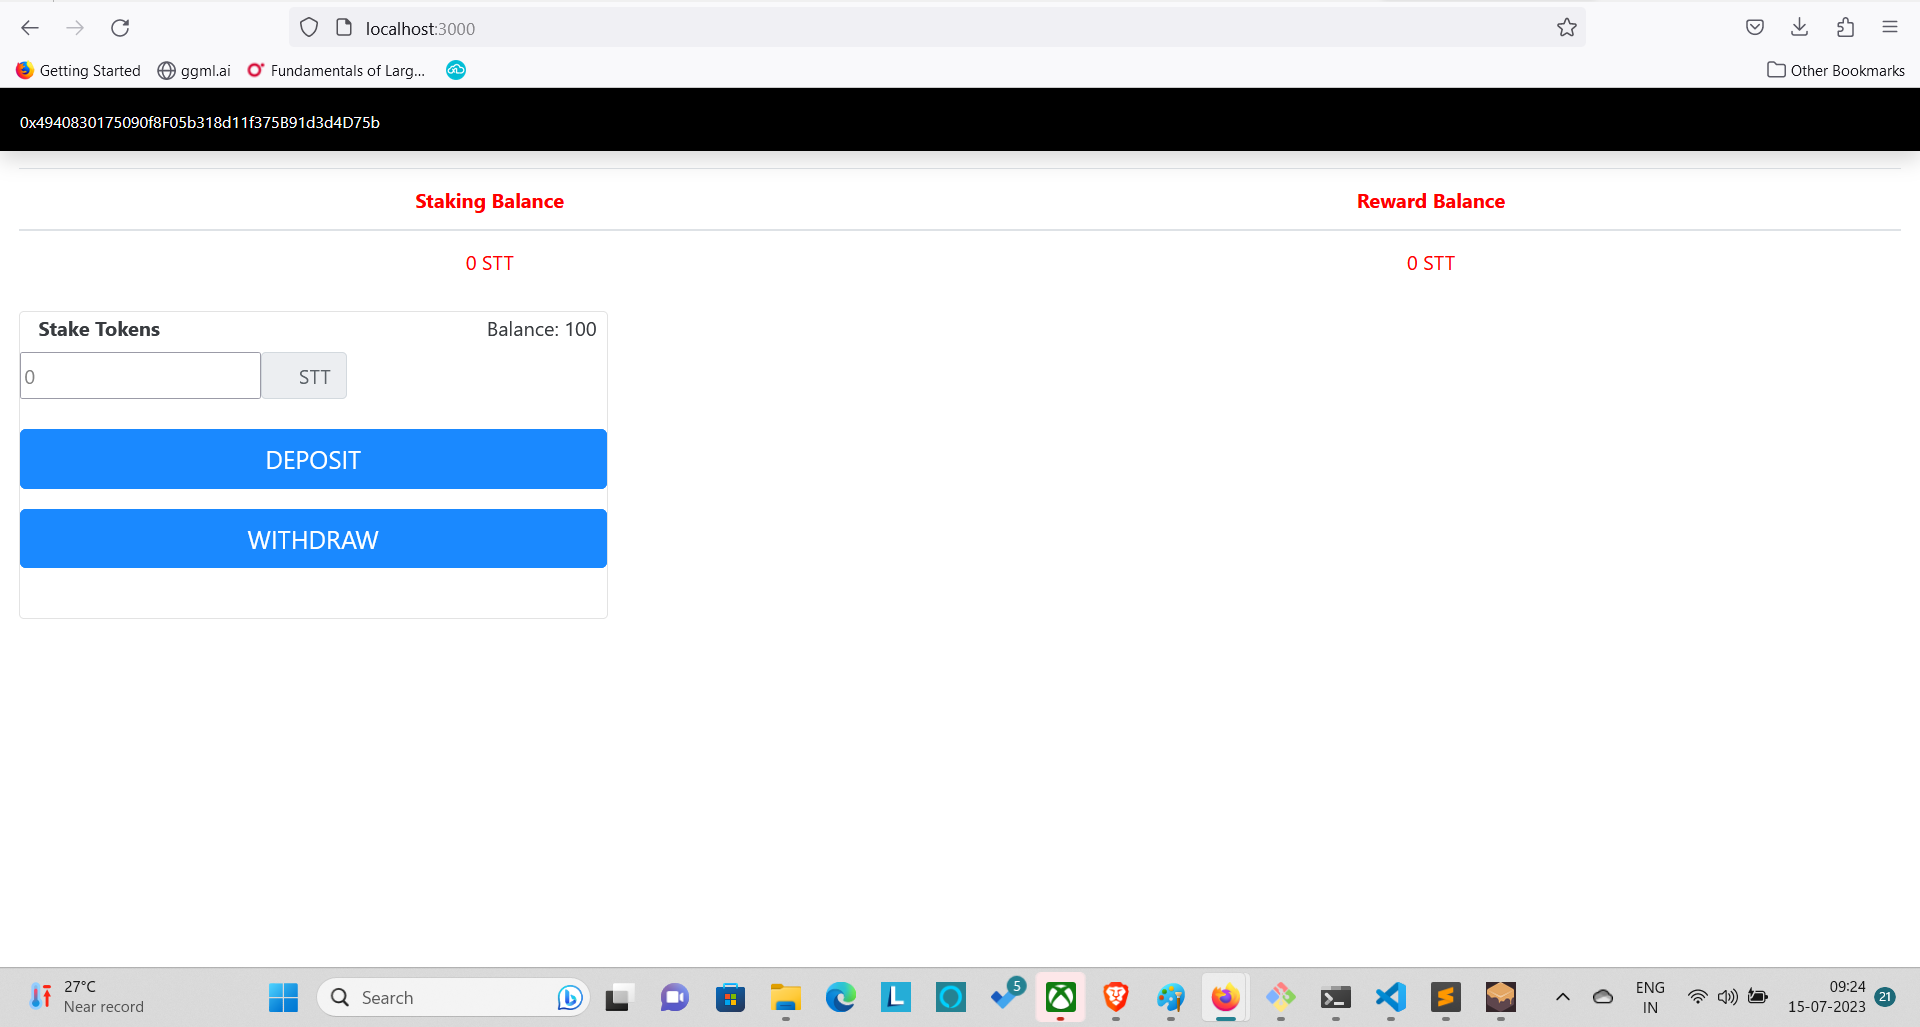 localhost:3000
Getting Started ggml.ai Fundamentals of Larg... Other Bookmarks
0x4940830175090f8F05b318d11f375B91d3d4D75b
Staking Balance Reward Balance
0 STT 0 STT
Stake Tokens Balance: 100
0 STT
DEPOSIT
WITHDRAW
27°C
Near record
Search
L
5
ENG
IN
09:24
15-07-2023
21